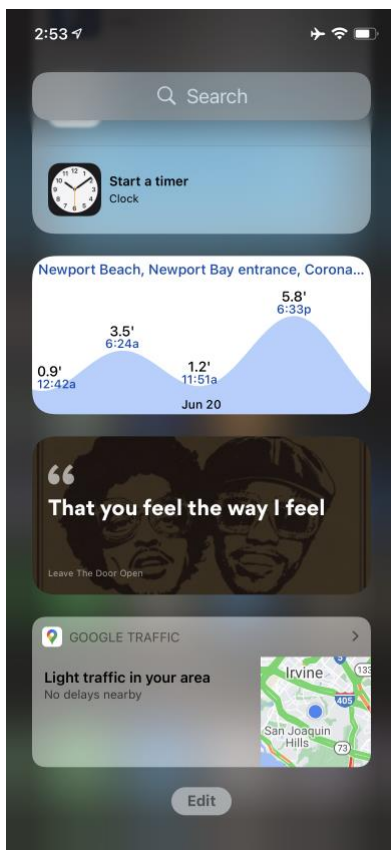 2:53
Search
Start a timer
Clock
Newport Beach, Newport Bay entrance, Corona...
5.8'
6:33p
3.5'
6:24a
1.2'
11:51a
0.9'
12:42a
Jun 20
“
That you feel the way I feel
Leave The Door Open
GOOGLE TRAFFIC
Light traffic in your area
No delays nearby
5
Irvine
133
405
San Joaquin
Hills
73
Edit